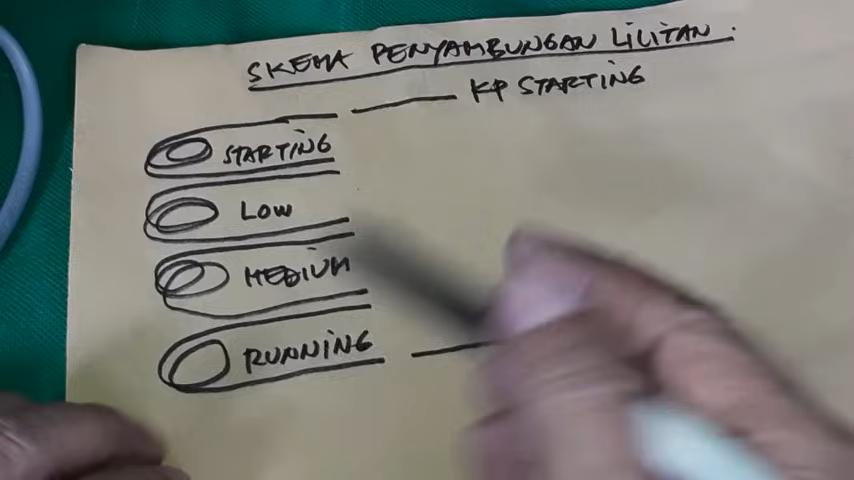 SKEMA PENYAMBUNGAN LILITAN.
KP STARTING
STARTING
LOW
MEDIUM
RUNNING